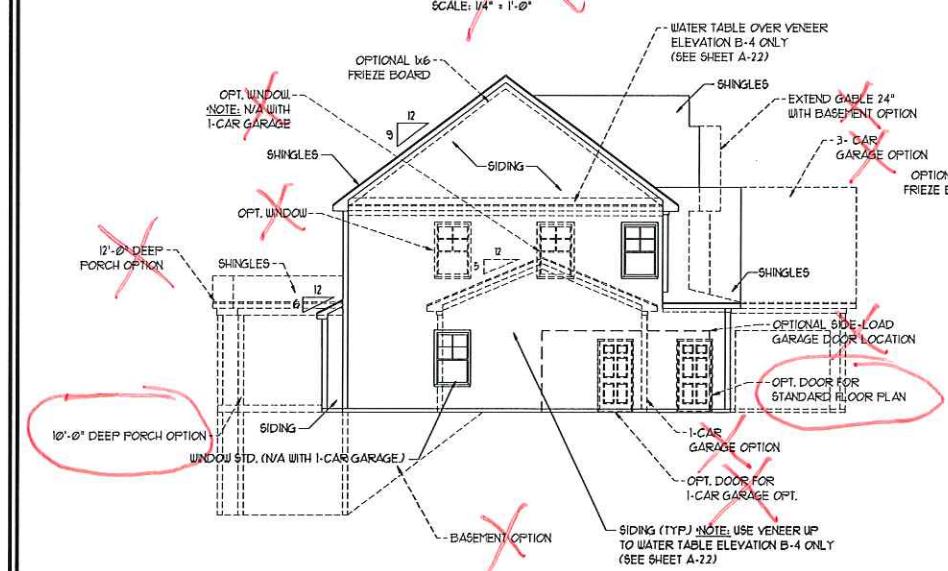 SCALE: 1/4" = 1'-0"
WATER TABLE OVER VENEER
ELEVATION B-4 ONLY
(SEE SHEET A-22)
OPTIONAL 1x6
FRIEZE BOARD
SHINGLES
OPT. WINDOW
*NOTE: N/A WITH
1-CAR GARAGE
EXTEND GABLE 24"
WITH BASEMENT OPTION
12
9
3- CAR
GARAGE OPTION
SHINGLES
SIDING
FRIEZE
OPT. WINDOW
12'-0" DEEP
PORCH OPTION
SHINGLES
12
5
SHINGLES
12
6
OPTIONAL SIDE-LOAD
GARAGE DOOR LOCATION
OPT. DOOR FOR
STANDARD FLOOR PLAN
10'-0" DEEP PORCH OPTION
SIDING
1-CAR
GARAGE OPTION
WINDOW STD. (N/A WITH 1-CAR GARAGE)
OPT. DOOR FOR
1-CAR GARAGE OPT.
BASEMENT OPTION
SIDING (TYP.) *NOTE: USE VENEER UP
TO WATER TABLE ELEVATION B-4 ONLY
(SEE SHEET A-22)